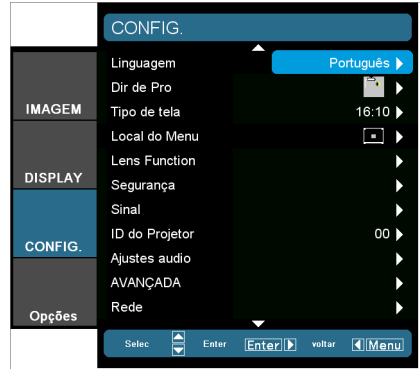 CONFIG.
IMAGEM
DISPLAY
CONFIG.
Opções
Linguagem Português
Dir de Pro
Tipo de tela 16:10
Local do Menu
Lens Function
Segurança
Sinal
ID do Projetor 00
Ajustes audio
AVANÇADA
Rede
Selec Enter Enter voltar Menu